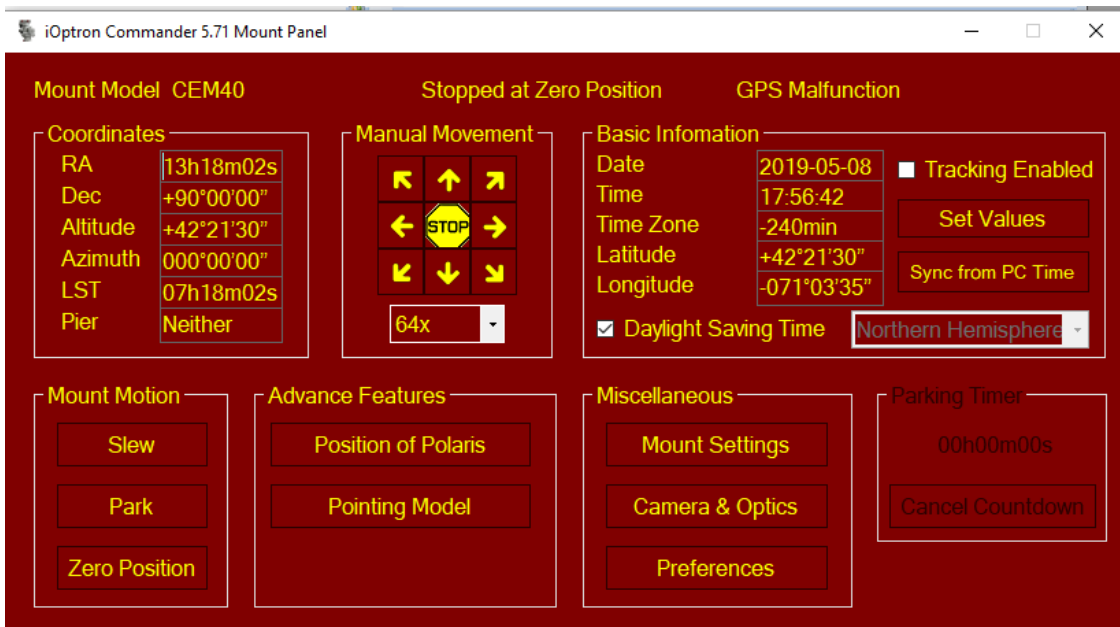 iOptron Commander 5.71 Mount Panel
Mount Model CEM40 Stopped at Zero Position GPS Malfunction
Coordinates
RA 13h18m02s
Dec +90°00'00"
Altitude +42°21'30"
Azimuth 000°00'00"
LST 07h18m02s
Pier Neither
Manual Movement
STOP
64x
Basic Infomation
Date 2019-05-08
Time 17:56:42
Time Zone -240min
Latitude +42°21'30"
Longitude -071°03'35"
Tracking Enabled
Set Values
Sync from PC Time
Daylight Saving Time Northern Hemisphere
Mount Motion
Slew
Park
Zero Position
Advance Features
Position of Polaris
Pointing Model
Miscellaneous
Mount Settings
Camera & Optics
Preferences
Parking Timer
00h00m00s
Cancel Countdown